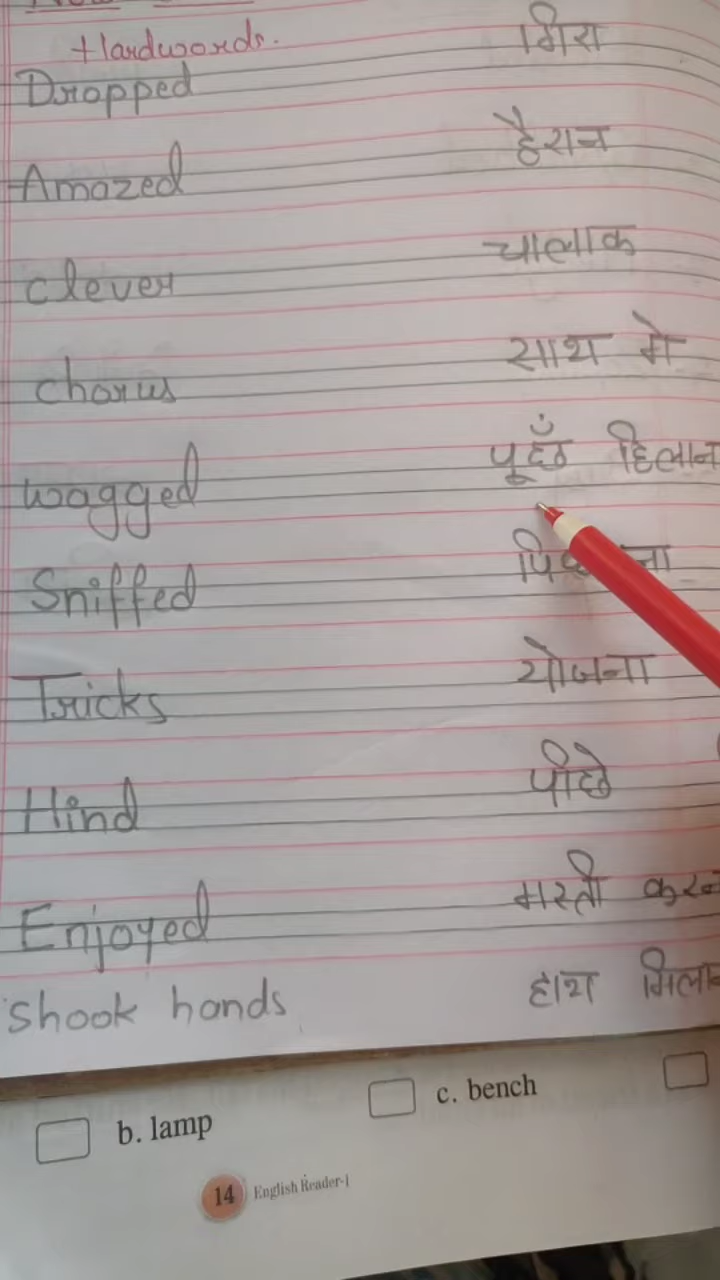 Hardwords.
Dropped गिरा
Amazed हैरान
clever चालाक
chorus साथ मे
wagged पूँछ हिलान
Sniffed
Tricks योजना
Hind पीछे
Enjoyed मस्ती करन
Shook hands हाथ मिलान
b. lamp c. bench
14 English Reader-1